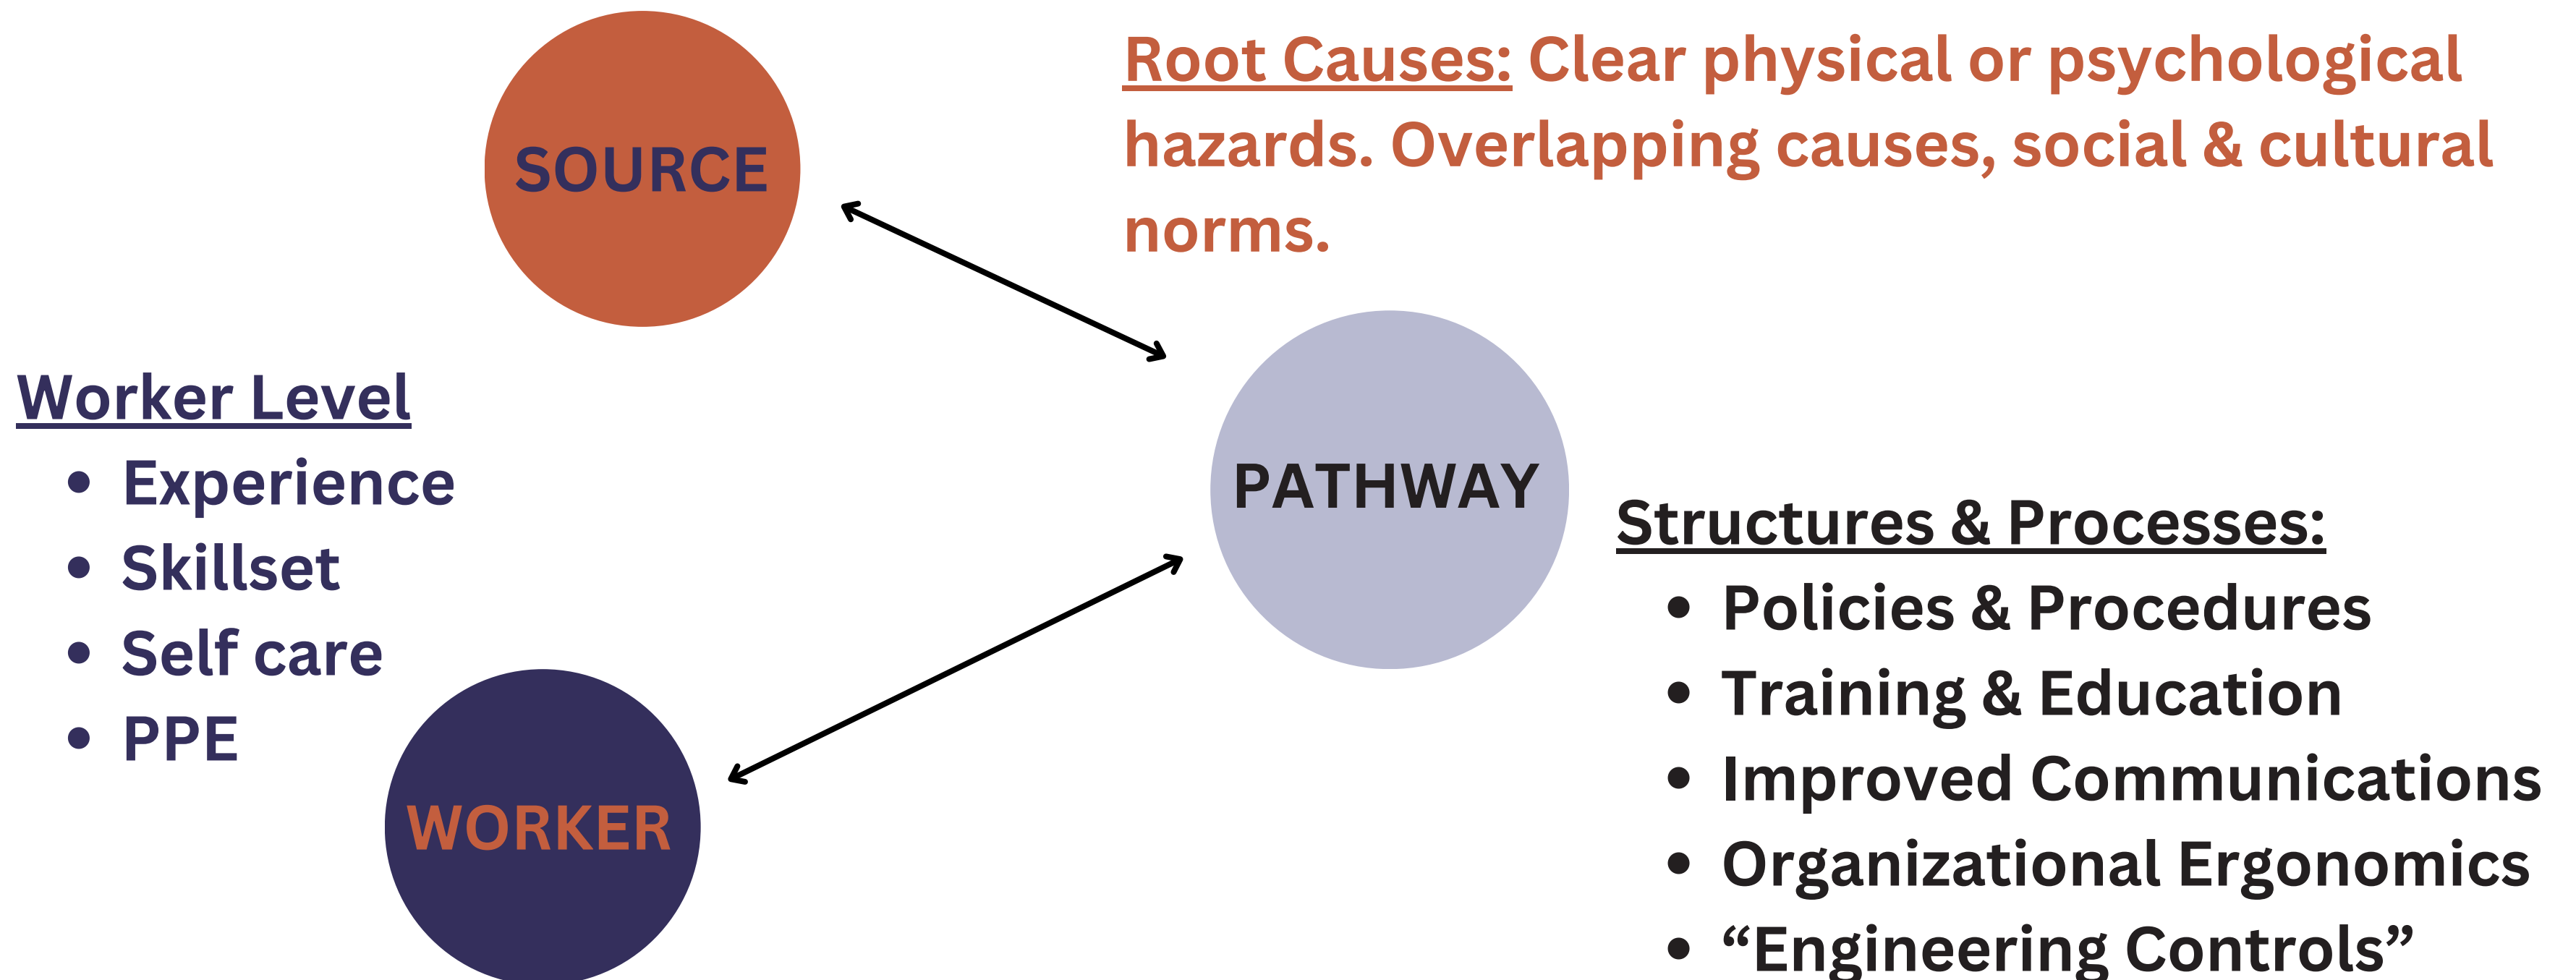 SOURCE
Root Causes: Clear physical or psychological
hazards. Overlapping causes, social & cultural
norms.
PATHWAY
Worker Level
• Experience
• Skillset
• Self care
• PPE
WORKER
Structures & Processes:
• Policies & Procedures
• Training & Education
• Improved Communications
• Organizational Ergonomics
• “Engineering Controls”